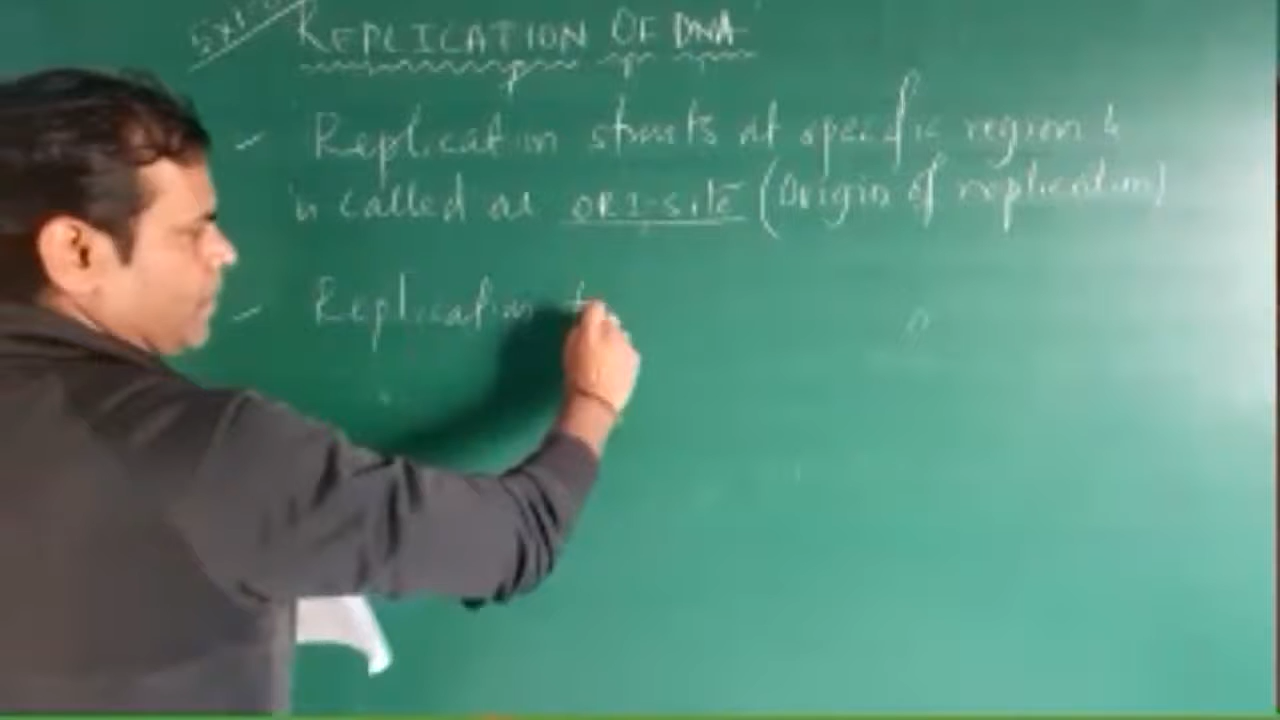 REPLICATION OF DNA
Replication starts at specific region &
is called as ORI-SITE (Origin of replication)
Replication